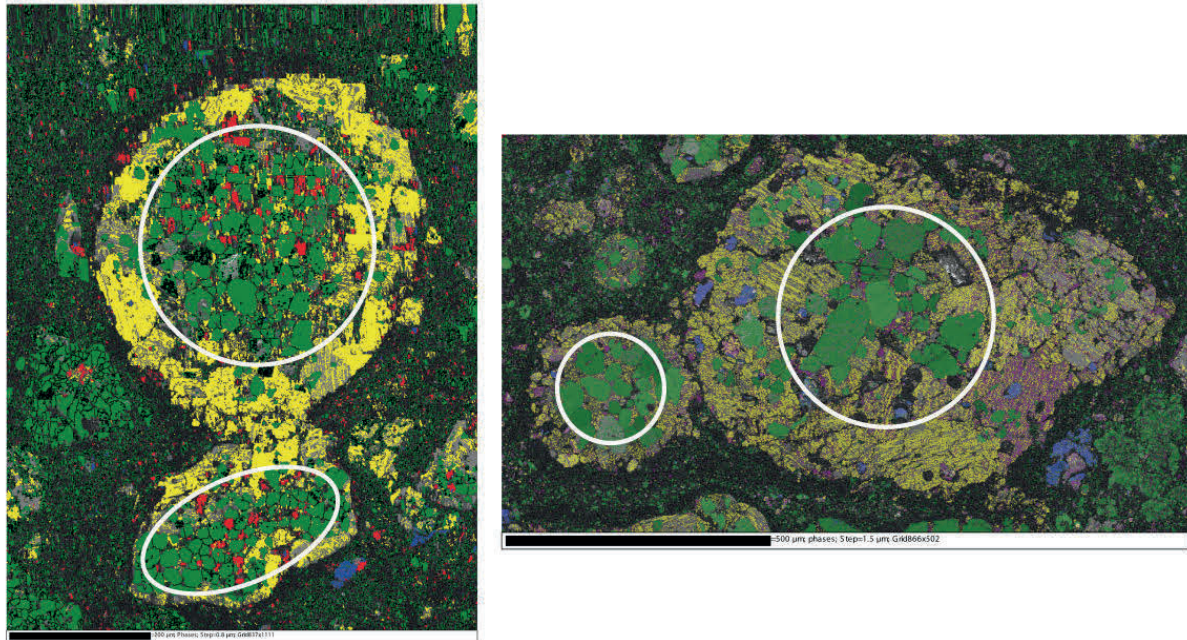 =200 µm; Phases; Step=0.6 µm; Grid837x1111
=500 µm; phases; Step=1.5 µm; Grid866x502